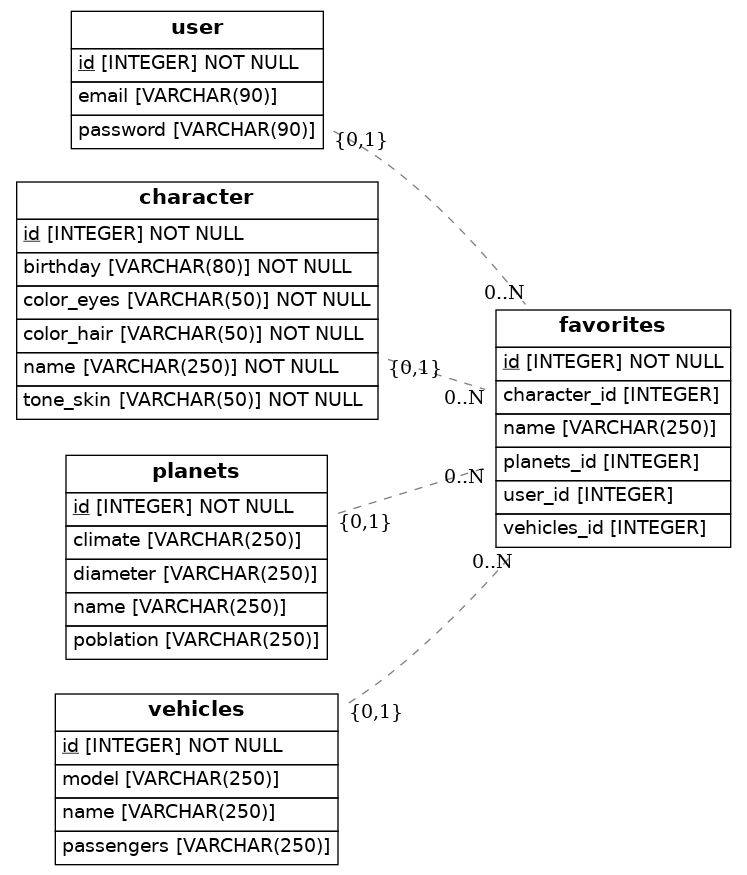 user
id [INTEGER] NOT NULL
email [VARCHAR(90)]
password [VARCHAR(90)]
{0,1}
character
id [INTEGER] NOT NULL
birthday [VARCHAR(80)] NOT NULL
color_eyes [VARCHAR(50)] NOT NULL
color_hair [VARCHAR(50)] NOT NULL
name [VARCHAR(250)] NOT NULL
tone_skin [VARCHAR(50)] NOT NULL
{0,1}
planets
id [INTEGER] NOT NULL
climate [VARCHAR(250)]
diameter [VARCHAR(250)]
name [VARCHAR(250)]
poblation [VARCHAR(250)]
{0,1}
vehicles
id [INTEGER] NOT NULL
model [VARCHAR(250)]
name [VARCHAR(250)]
passengers [VARCHAR(250)]
{0,1}
0..N
0..N
0..N
0..N
favorites
id [INTEGER] NOT NULL
character_id [INTEGER]
name [VARCHAR(250)]
planets_id [INTEGER]
user_id [INTEGER]
vehicles_id [INTEGER]